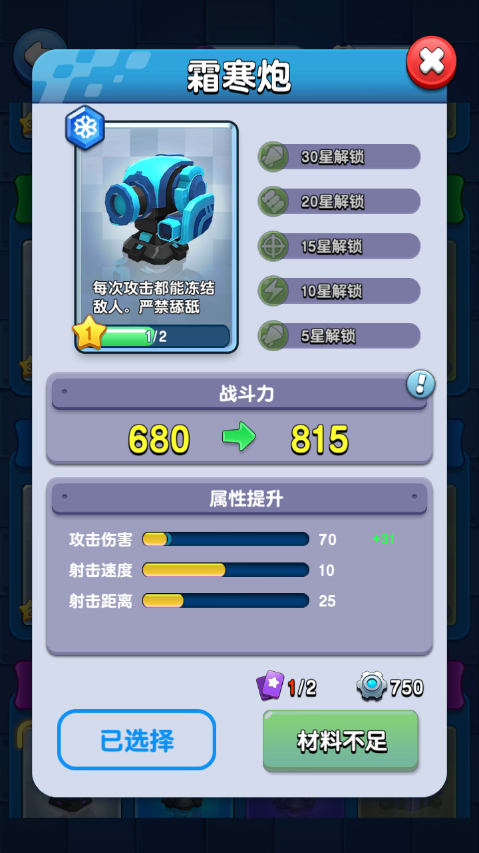 霜寒炮
30星解锁
20星解锁
15星解锁
10星解锁
5星解锁
每次攻击都能冻结
敌人。严禁舔舐
1
1/2
战斗力
680
815
属性提升
攻击伤害 70
射击速度 10
射击距离 25
1/2
750
已选择
材料不足